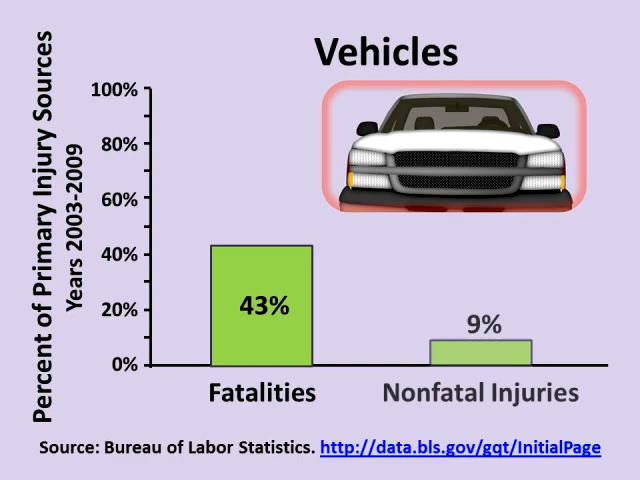 Vehicles
Percent of Primary Injury Sources
Years 2003-2009
100%
80%
60%
40%
20%
0%
43%
9%
Fatalities
Nonfatal Injuries
Source: Bureau of Labor Statistics. http://data.bls.gov/gqt/InitialPage